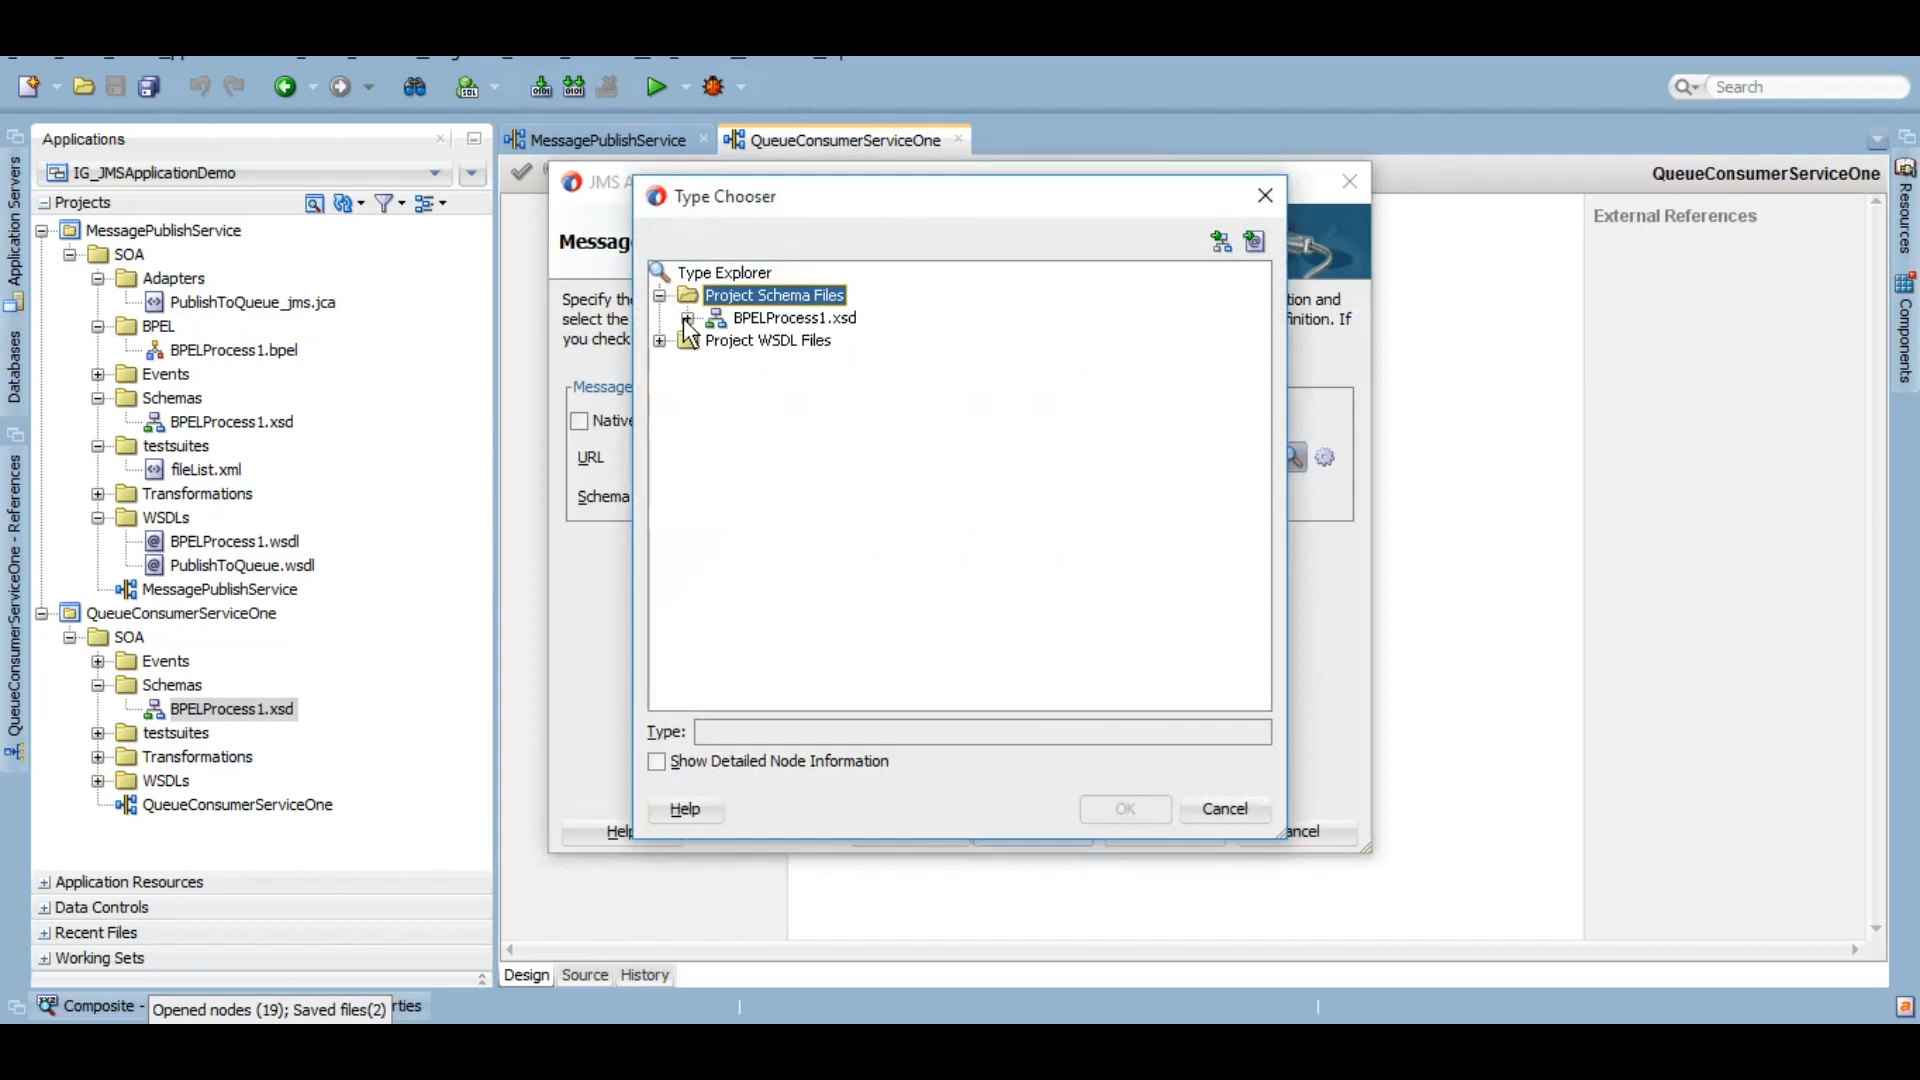 Search
Applications
MessagePublishService
QueueConsumerServiceOne
IG_JMSApplicationDemo
QueueConsumerServiceOne
Projects
MessagePublishService
SOA
Adapters
PublishToQueue_jms.jca
BPEL
BPELProcess1.bpel
Events
Schemas
BPELProcess1.xsd
testsuites
fileList.xml
Transformations
WSDLs
BPELProcess1.wsdl
PublishToQueue.wsdl
MessagePublishService
QueueConsumerServiceOne
SOA
Events
Schemas
BPELProcess1.xsd
testsuites
Transformations
WSDLs
QueueConsumerServiceOne
Application Resources
Data Controls
Recent Files
Working Sets
Application Servers
Databases
QueueConsumerServiceOne - References
JMS A
Messag
Specify the
select the
you check
tion and
finition. If
Message
Native
URL
Schema
Help
ancel
Type Chooser
Type Explorer
Project Schema Files
BPELProcess1.xsd
Project WSDL Files
Type:
Show Detailed Node Information
Help
OK
Cancel
External References
Resources
Components
Design
Source
History
Composite -
Opened nodes (19); Saved files(2)
rties